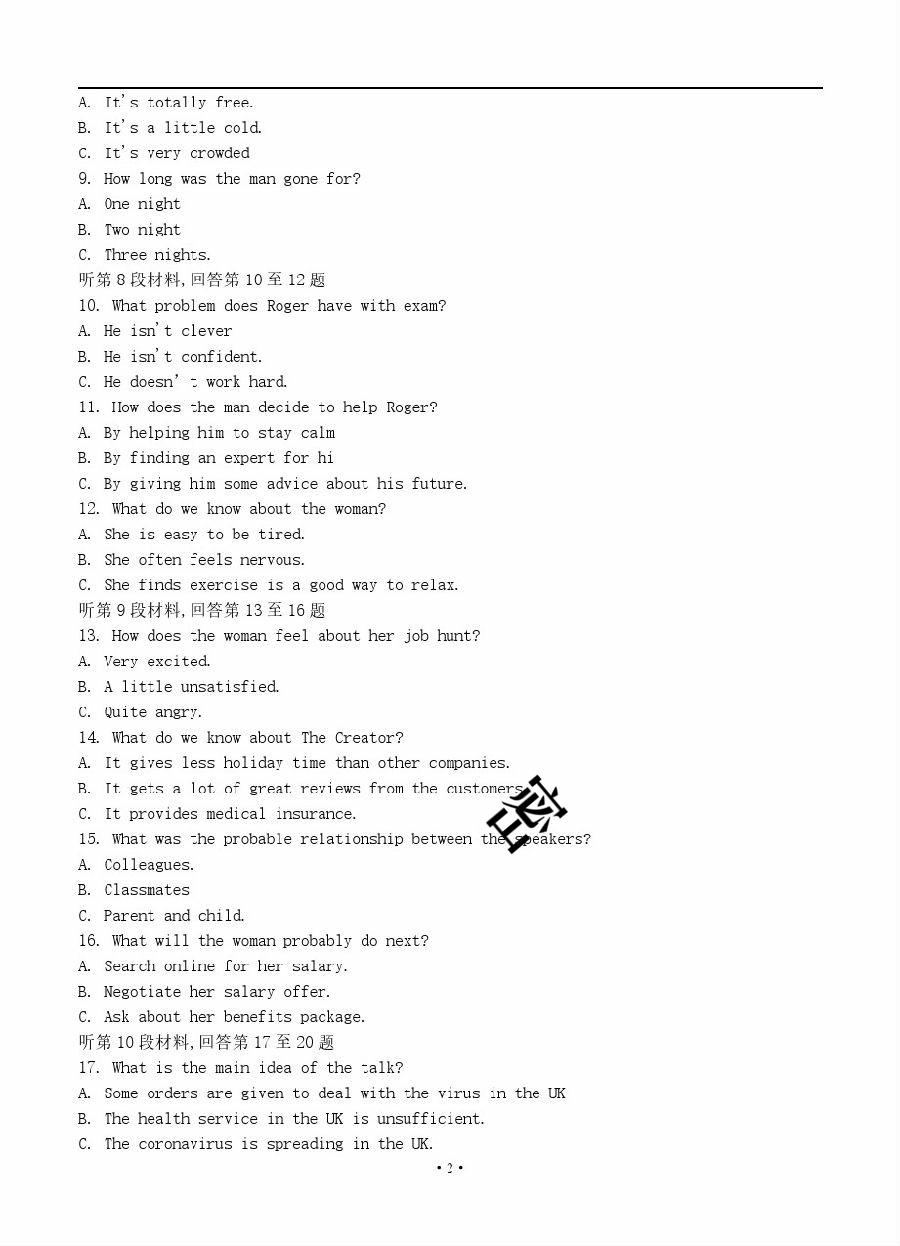 A. It's totally free.
B. It's a little cold.
C. It's very crowded
9. How long was the man gone for?
A. One night
B. Two night
C. Three nights.
听第8段材料,回答第10至12题
10. What problem does Roger have with exam?
A. He isn't clever
B. He isn't confident.
C. He doesn't work hard.
11. How does the man decide to help Roger?
A. By helping him to stay calm
B. By finding an expert for hi
C. By giving him some advice about his future.
12. What do we know about the woman?
A. She is easy to be tired.
B. She often feels nervous.
C. She finds exercise is a good way to relax.
听第9段材料,回答第13至16题
13. How does the woman feel about her job hunt?
A. Very excited.
B. A little unsatisfied.
C. Quite angry.
14. What do we know about The Creator?
A. It gives less holiday time than other companies.
B. It gets a lot of great reviews from the customers
C. It provides medical insurance.
15. What was the probable relationship between the speakers?
A. Colleagues.
B. Classmates
C. Parent and child.
16. What will the woman probably do next?
A. Search online for her salary.
B. Negotiate her salary offer.
C. Ask about her benefits package.
听第10段材料,回答第17至20题
17. What is the main idea of the talk?
A. Some orders are given to deal with the virus in the UK
B. The health service in the UK is unsufficient.
C. The coronavirus is spreading in the UK.
·2·